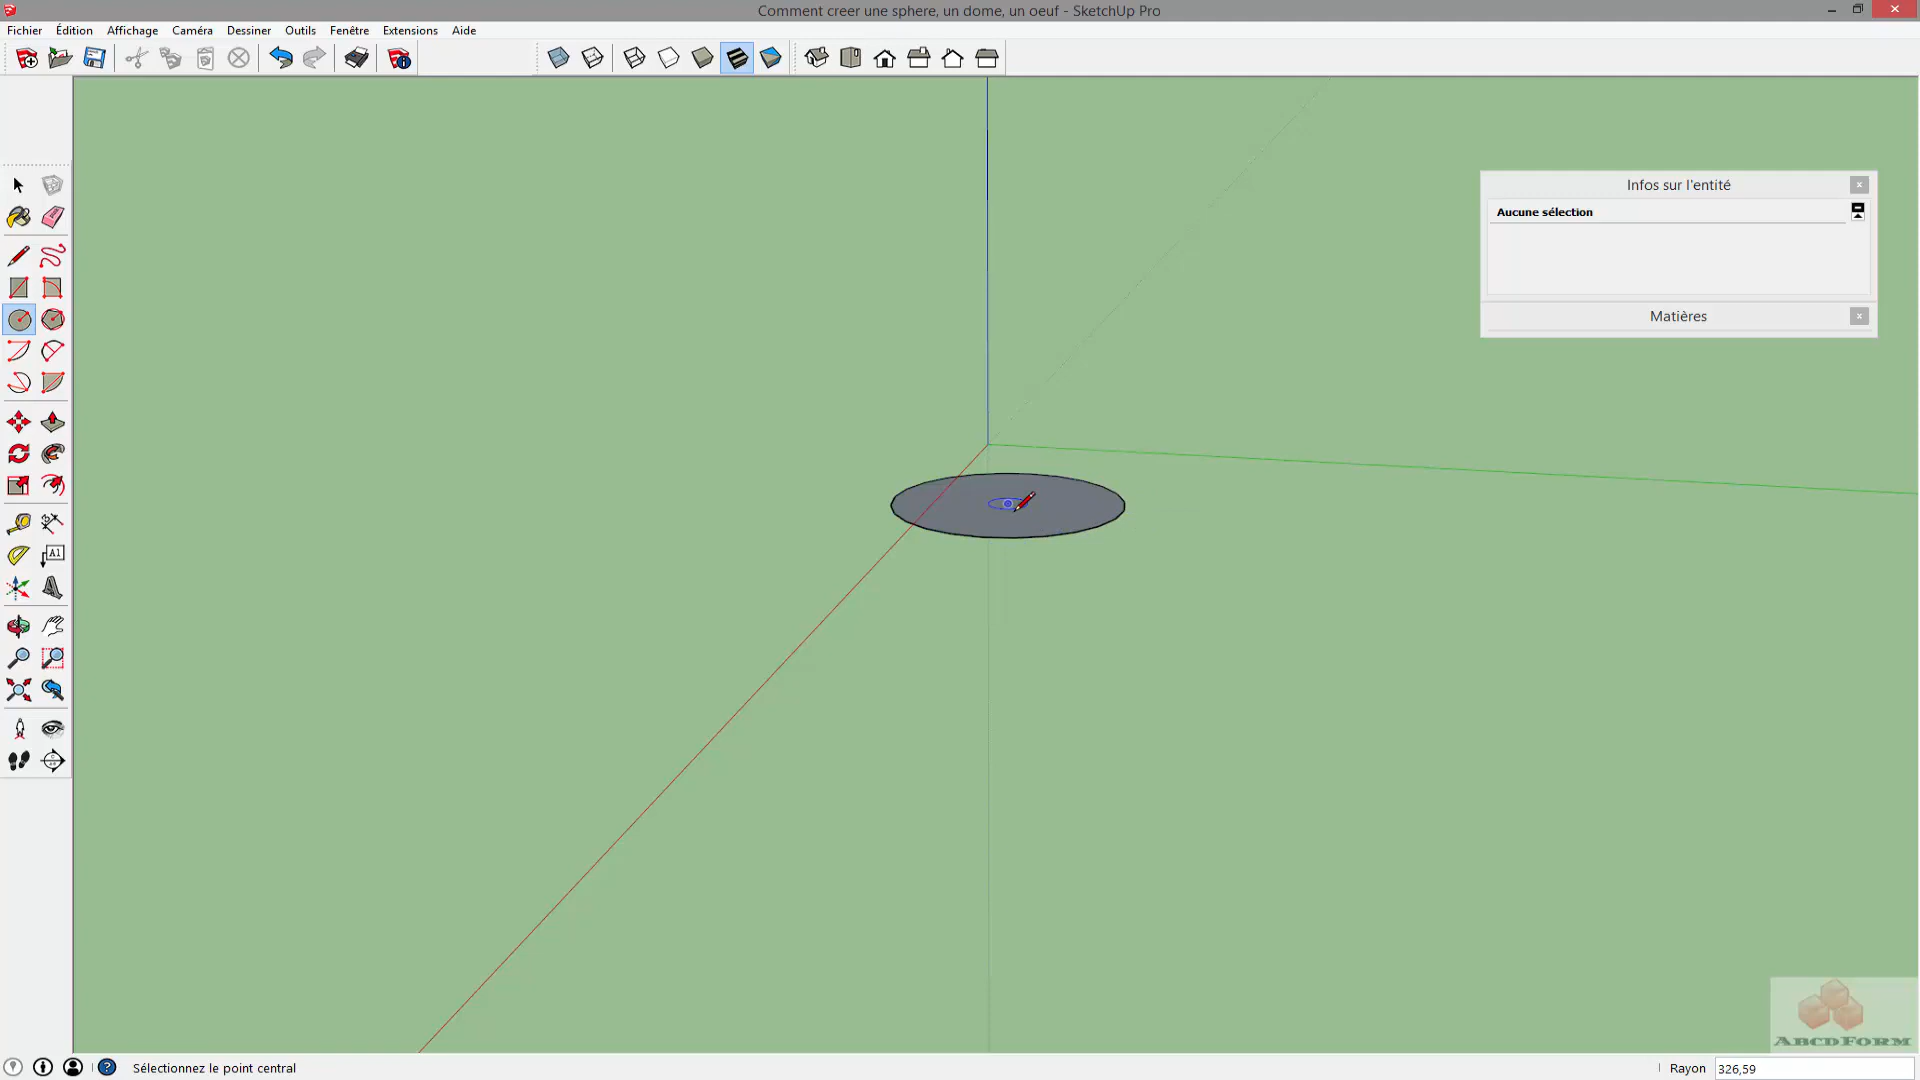 Comment creer une sphere, un dome, un oeuf - SketchUp Pro
Fichier Édition Affichage Caméra Dessiner Outils Fenêtre Extensions Aide
Infos sur l'entité
Aucune sélection
Matières
A1
ABCDFORM
Sélectionnez le point central
Rayon 326,59